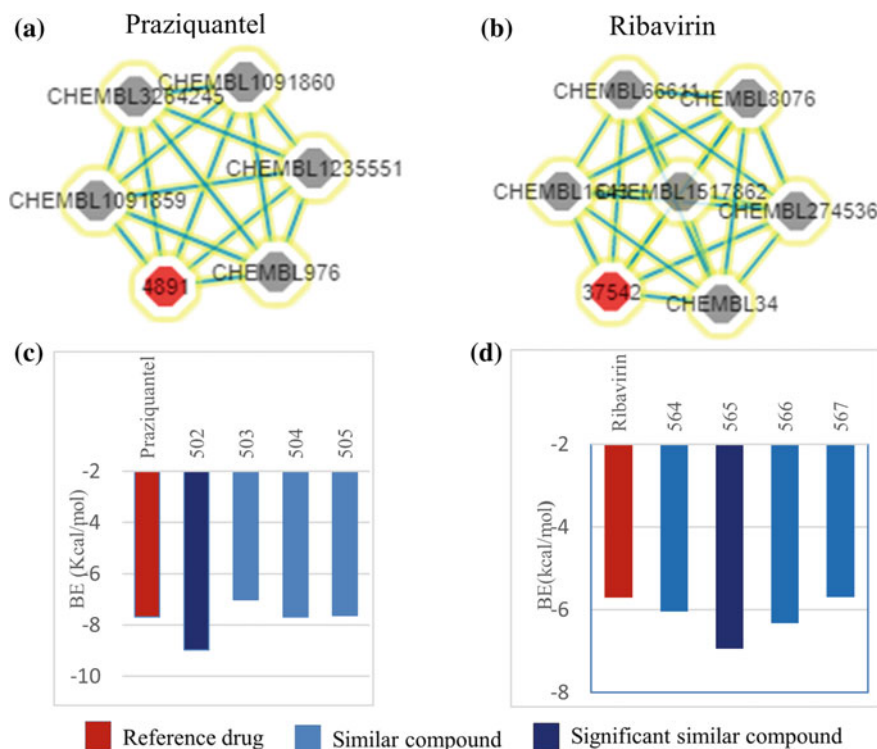 (a) Praziquantel
(b) Ribavirin
CHEMBL1091860
CHEMBL3264245
CHEMBL1235551
CHEMBL1091859
CHEMBL976
4891
CHEMBL66611
CHEMBL8076
CHEMBL1517862
CHEMBL274536
37542
CHEMBL34
(c)
Praziquantel
502
503
504
505
-2
-4
-6
-8
-10
BE (Kcal/mol)
(d)
Ribavirin
564
565
566
567
-2
-4
-6
-8
BE(kcal/mol)
Reference drug
Similar compound
Significant similar compound